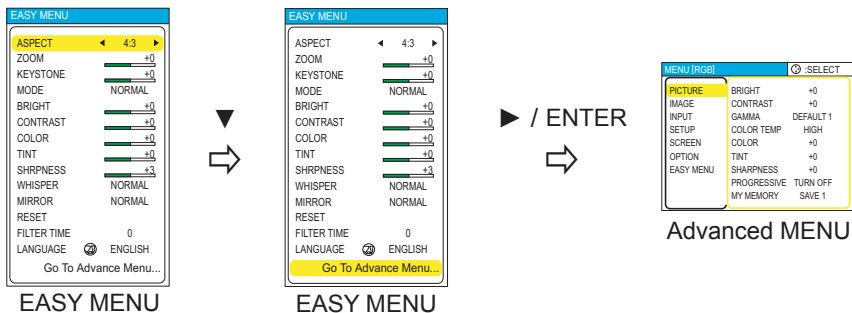 EASY MENU
ASPECT ◀ 4:3 ▶
ZOOM +0
KEYSTONE +0
MODE NORMAL
BRIGHT +0
CONTRAST +0
COLOR +0
TINT +0
SHRPNESS +3
WHISPER NORMAL
MIRROR NORMAL
RESET
FILTER TIME 0
LANGUAGE ENGLISH
Go To Advance Menu...
EASY MENU
▼
EASY MENU
ASPECT ◀ 4:3 ▶
ZOOM +0
KEYSTONE +0
MODE NORMAL
BRIGHT +0
CONTRAST +0
COLOR +0
TINT +0
SHRPNESS +3
WHISPER NORMAL
MIRROR NORMAL
RESET
FILTER TIME 0
LANGUAGE ENGLISH
Go To Advance Menu...
EASY MENU
► / ENTER
MENU [RGB] :SELECT
PICTURE BRIGHT +0
IMAGE CONTRAST +0
INPUT GAMMA DEFAULT 1
SETUP COLOR TEMP HIGH
SCREEN COLOR +0
OPTION TINT +0
EASY MENU SHARPNESS +0
PROGRESSIVE TURN OFF
MY MEMORY SAVE 1
Advanced MENU